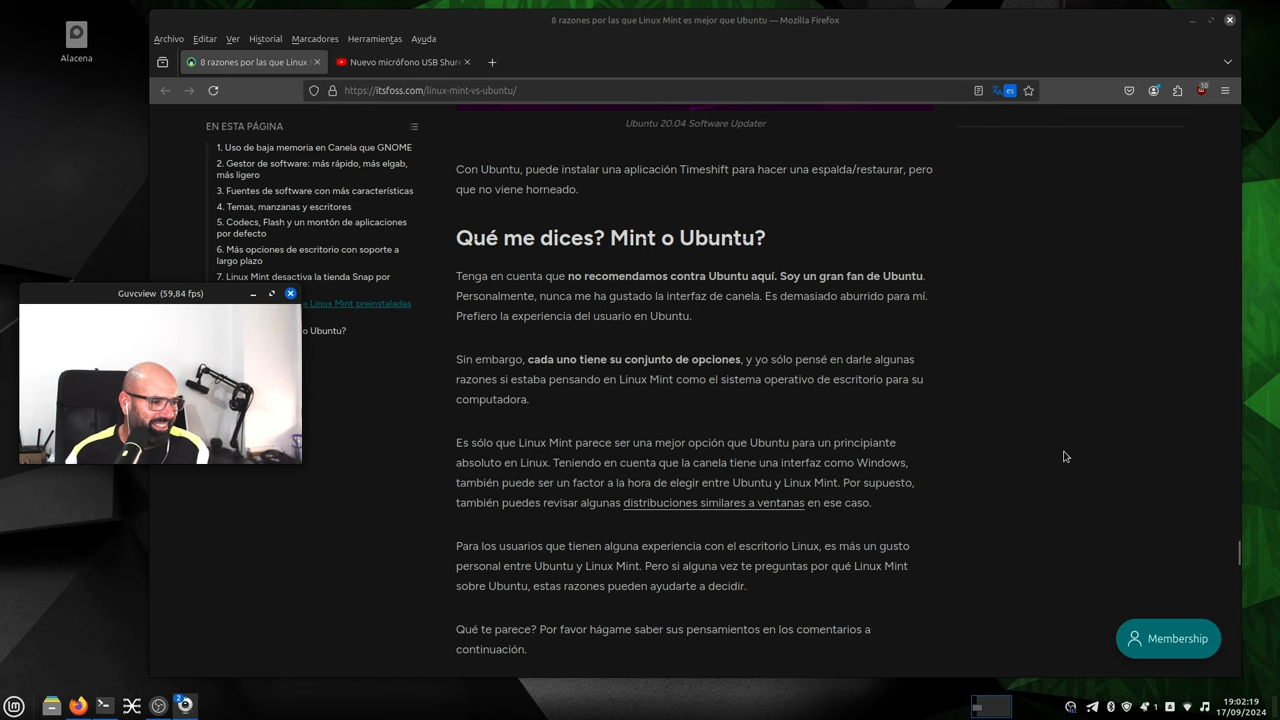 8 razones por las que Linux Mint es mejor que Ubuntu — Mozilla Firefox
Alacena
Archivo Editar Ver Historial Marcadores Herramientas Ayuda
8 razones por las que Linux
Nuevo micrófono USB Shure
https://itsfoss.com/linux-mint-vs-ubuntu/
es
EN ESTA PÁGINA
1. Uso de baja memoria en Canela que GNOME
2. Gestor de software: más rápido, más elgab,
más ligero
3. Fuentes de software con más características
4. Temas, manzanas y escritores
5. Codecs, Flash y un montón de aplicaciones
por defecto
6. Más opciones de escritorio con soporte a
largo plazo
7. Linux Mint desactiva la tienda Snap por
e Linux Mint preinstaladas
o Ubuntu?
Guvcview (59,84 fps)
Ubuntu 20.04 Software Updater
Con Ubuntu, puede instalar una aplicación Timeshift para hacer una espalda/restaurar, pero
que no viene horneado.
Qué me dices? Mint o Ubuntu?
Tenga en cuenta que no recomendamos contra Ubuntu aquí. Soy un gran fan de Ubuntu.
Personalmente, nunca me ha gustado la interfaz de canela. Es demasiado aburrido para mí.
Prefiero la experiencia del usuario en Ubuntu.
Sin embargo, cada uno tiene su conjunto de opciones, y yo sólo pensé en darle algunas
razones si estaba pensando en Linux Mint como el sistema operativo de escritorio para su
computadora.
Es sólo que Linux Mint parece ser una mejor opción que Ubuntu para un principiante
absoluto en Linux. Teniendo en cuenta que la canela tiene una interfaz como Windows,
también puede ser un factor a la hora de elegir entre Ubuntu y Linux Mint. Por supuesto,
también puedes revisar algunas distribuciones similares a ventanas en ese caso.
Para los usuarios que tienen alguna experiencia con el escritorio Linux, es más un gusto
personal entre Ubuntu y Linux Mint. Pero si alguna vez te preguntas por qué Linux Mint
sobre Ubuntu, estas razones pueden ayudarte a decidir.
Qué te parece? Por favor hágame saber sus pensamientos en los comentarios a
continuación.
Membership
2
1
19:02:19
17/09/2024